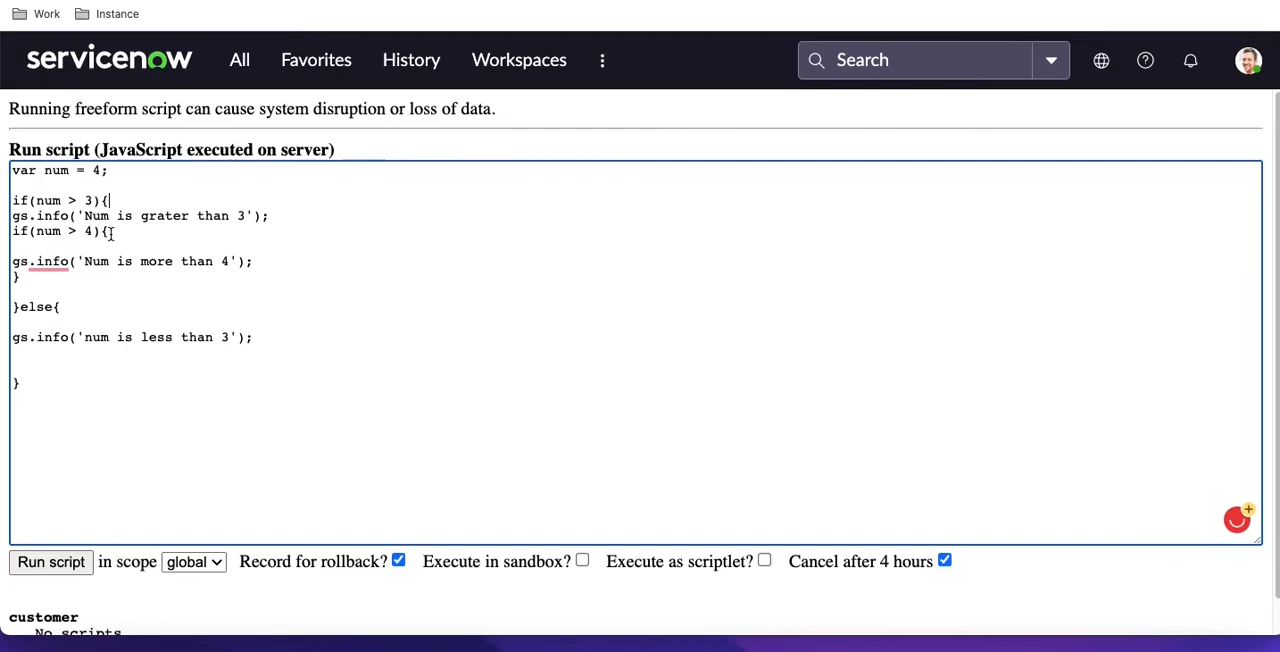 Work Instance
servicenow All Favorites History Workspaces Search
Running freeform script can cause system disruption or loss of data.
Run script (JavaScript executed on server)
var num = 4;
if(num > 3){
gs.info('Num is grater than 3');
if(num > 4){
gs.info('Num is more than 4');
}
}else{
gs.info('num is less than 3');
}
Run script in scope global Record for rollback? Execute in sandbox? Execute as scriptlet? Cancel after 4 hours
customer
No scripts